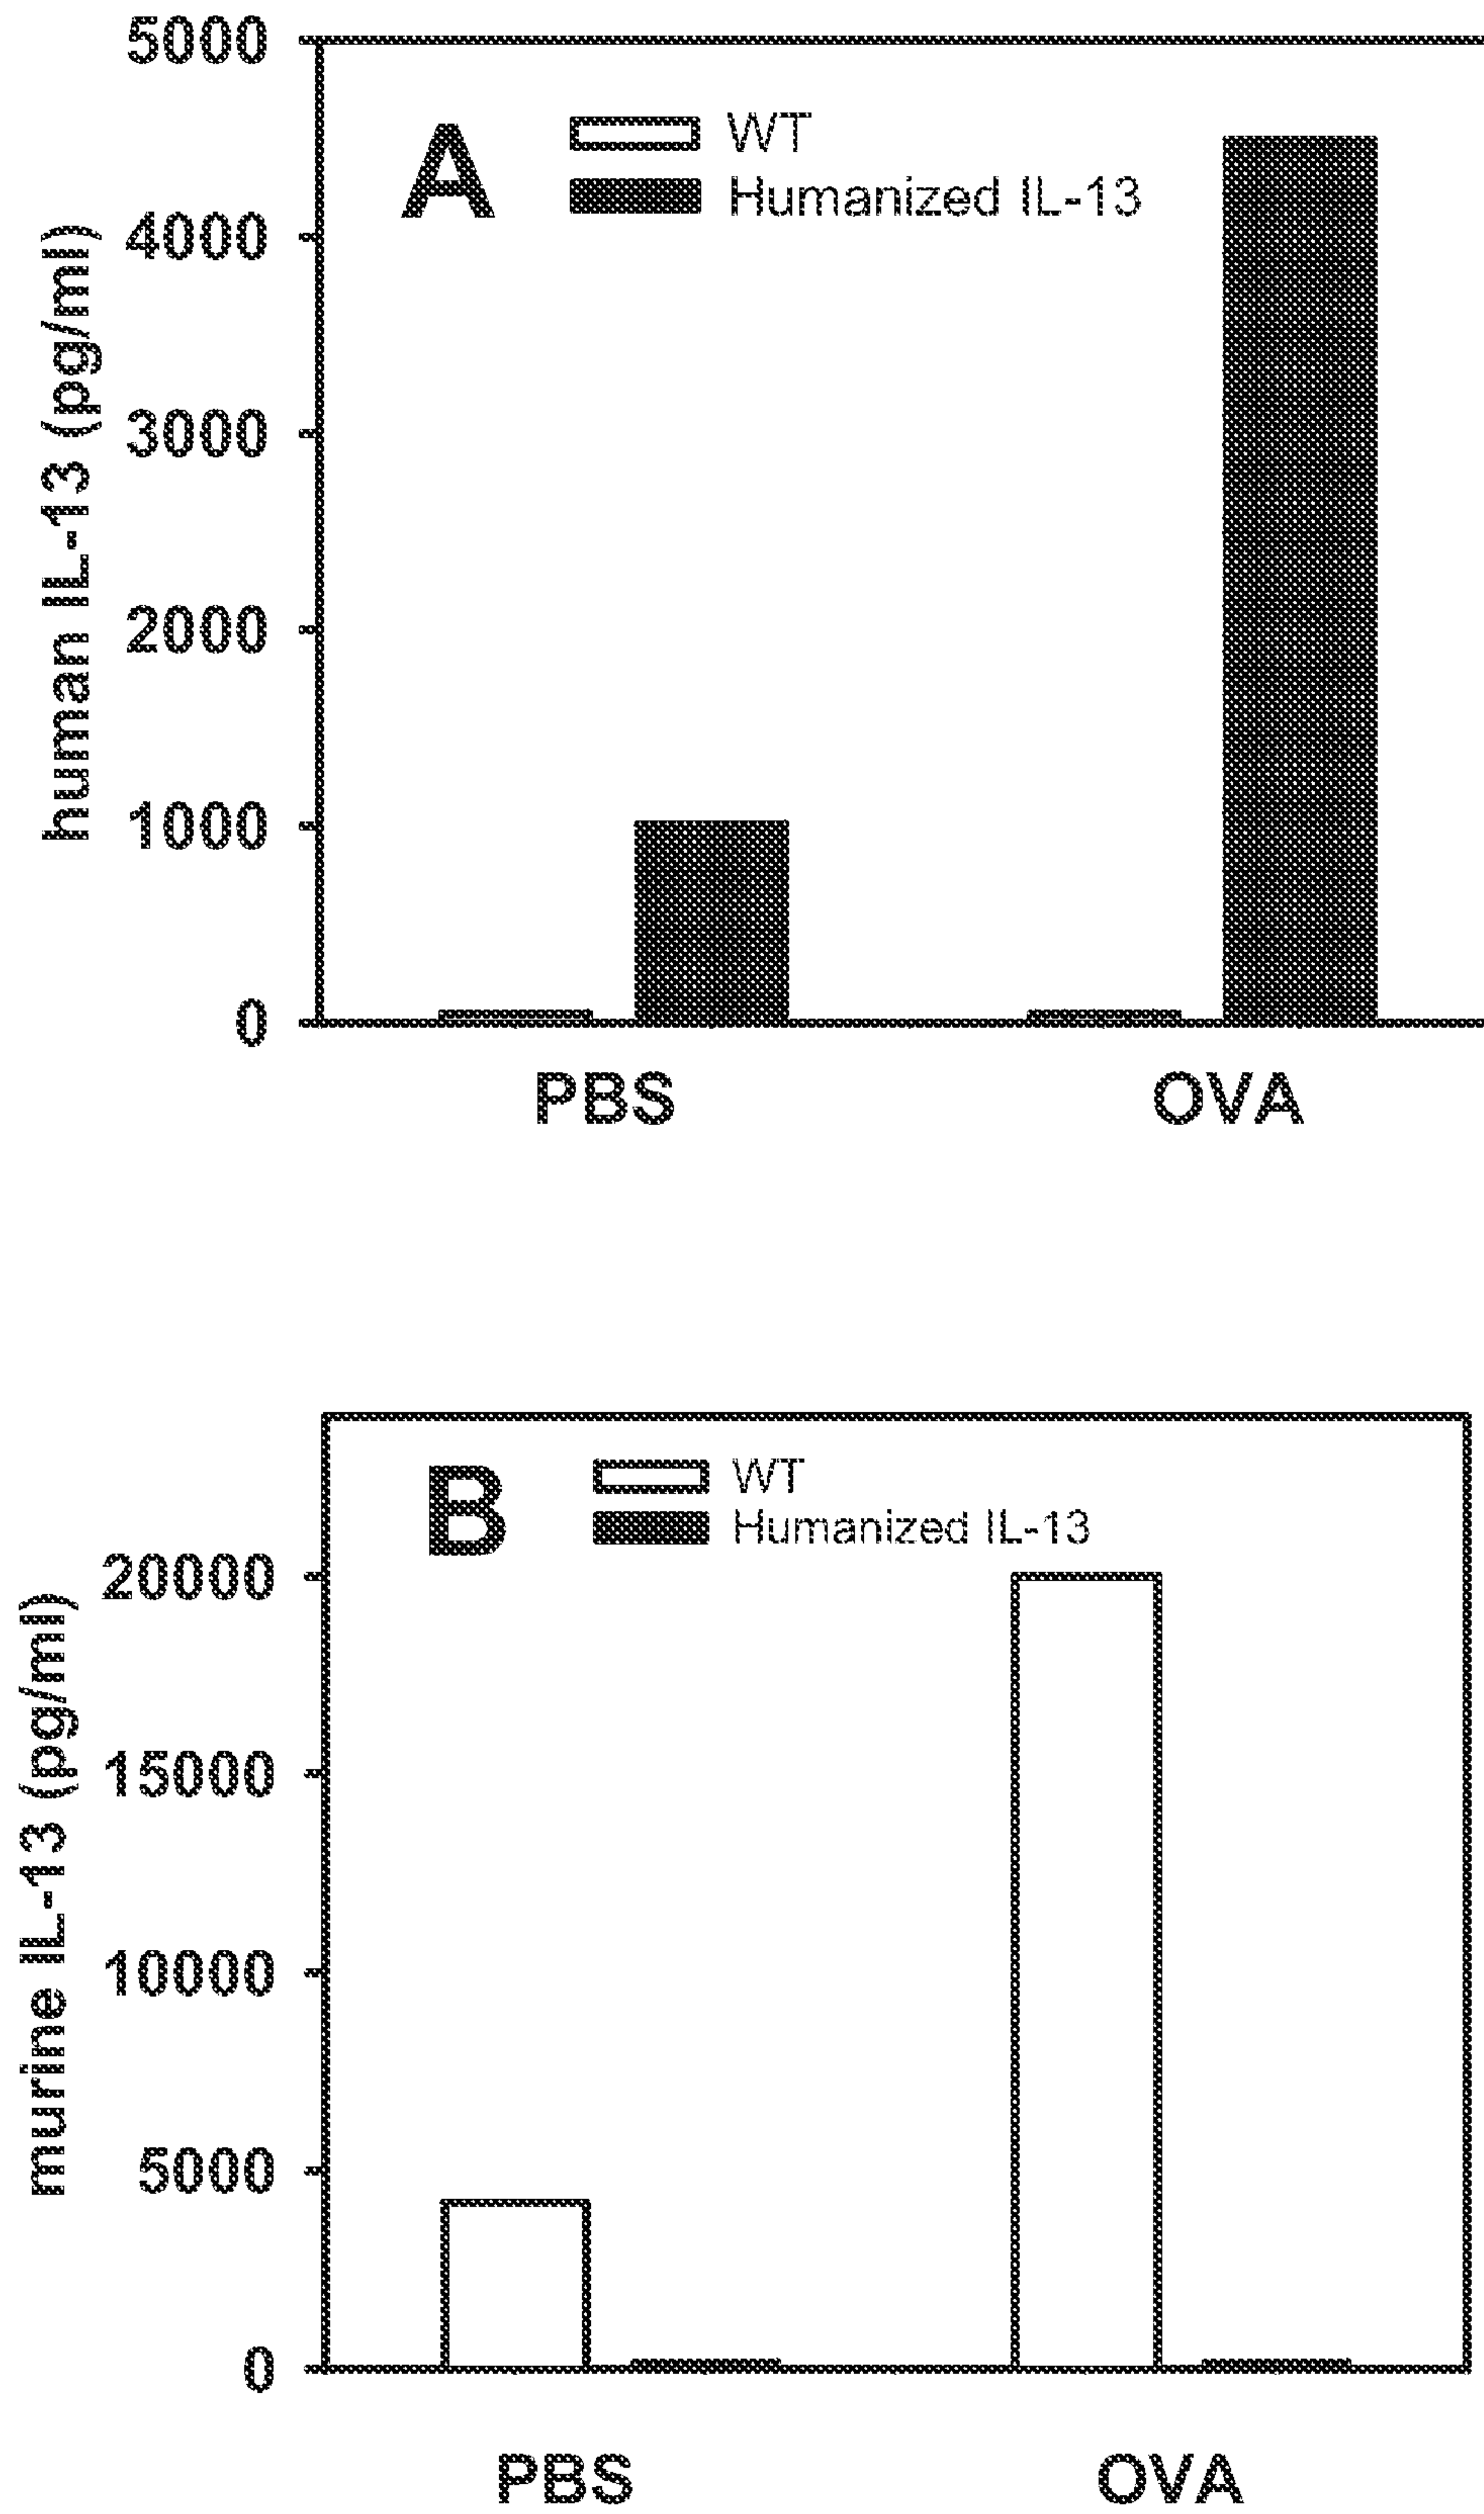 5000
A
WT
Humanized IL-13
4000
3000
2000
1000
0
human IL-13 (pg/ml)
PBS
OVA
B
WT
Humanized IL-13
20000
15000
10000
5000
0
murine IL-13 (pg/ml)
PBS
OVA